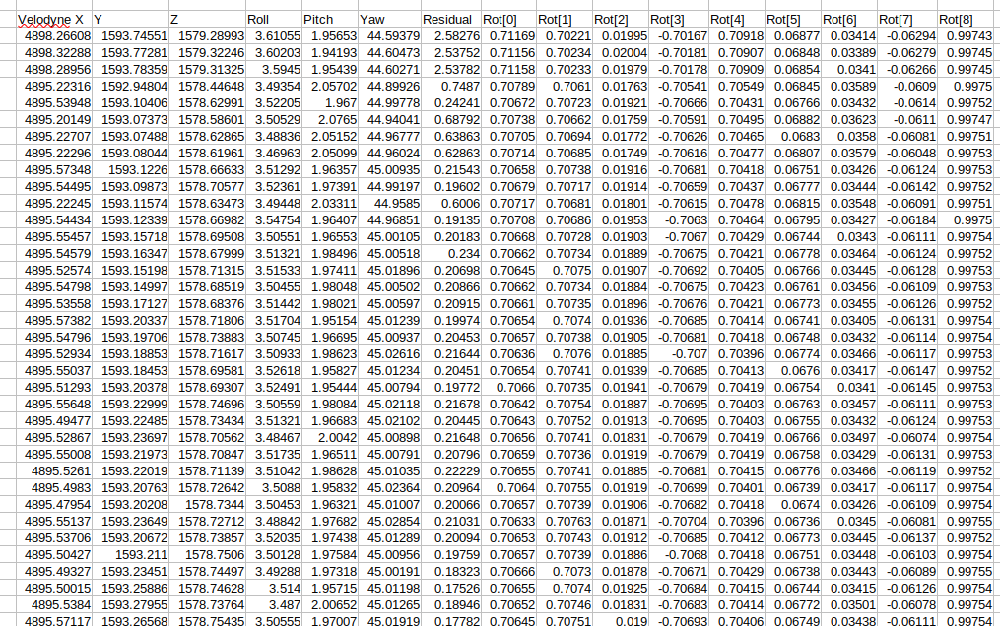 Velodyne X Y Z Roll Pitch Yaw Residual Rot[0] Rot[1] Rot[2] Rot[3] Rot[4] Rot[5] Rot[6] Rot[7] Rot[8]
4898.26608 1593.74551 1579.28993 3.61055 1.95653 44.59379 2.58276 0.71169 0.70221 0.01995 -0.70167 0.70918 0.06877 0.03414 -0.06294 0.99743
4898.32288 1593.77281 1579.32246 3.60203 1.94193 44.60473 2.53752 0.71156 0.70234 0.02004 -0.70181 0.70907 0.06848 0.03389 -0.06279 0.99745
4898.28956 1593.78359 1579.31325 3.5945 1.95439 44.60271 2.53782 0.71158 0.70233 0.01979 -0.70178 0.70909 0.06854 0.0341 -0.06266 0.99745
4895.22316 1592.94804 1578.44648 3.49354 2.05702 44.89926 0.7487 0.70789 0.7061 0.01763 -0.70541 0.70549 0.06845 0.03589 -0.0609 0.9975
4895.53948 1593.10406 1578.62991 3.52205 1.967 44.99778 0.24241 0.70672 0.70723 0.01921 -0.70666 0.70431 0.06766 0.03432 -0.0614 0.99752
4895.20149 1593.07373 1578.58601 3.50529 2.0765 44.94041 0.68792 0.70738 0.70662 0.01759 -0.70591 0.70495 0.06882 0.03623 -0.0611 0.99747
4895.22707 1593.07488 1578.62865 3.48836 2.05152 44.96777 0.63863 0.70705 0.70694 0.01772 -0.70626 0.70465 0.0683 0.0358 -0.06081 0.99751
4895.22296 1593.08044 1578.61961 3.46963 2.05099 44.96024 0.62863 0.70714 0.70685 0.01749 -0.70616 0.70477 0.06807 0.03579 -0.06048 0.99753
4895.57348 1593.1226 1578.66633 3.51292 1.96357 45.00935 0.21543 0.70658 0.70738 0.01916 -0.70681 0.70418 0.06751 0.03426 -0.06124 0.99753
4895.54495 1593.09873 1578.70577 3.52361 1.97391 44.99197 0.19602 0.70679 0.70717 0.01914 -0.70659 0.70437 0.06777 0.03444 -0.06142 0.99752
4895.22245 1593.11574 1578.63473 3.49448 2.03311 44.9585 0.6006 0.70717 0.70681 0.01801 -0.70615 0.70478 0.06815 0.03548 -0.06091 0.99751
4895.54434 1593.12339 1578.66982 3.54754 1.96407 44.96851 0.19135 0.70708 0.70686 0.01953 -0.7063 0.70464 0.06795 0.03427 -0.06184 0.9975
4895.55457 1593.15718 1578.69508 3.50551 1.96553 45.00105 0.20183 0.70668 0.70728 0.01903 -0.7067 0.70429 0.06744 0.0343 -0.06111 0.99754
4895.54579 1593.16347 1578.67999 3.51321 1.98496 45.00518 0.234 0.70662 0.70734 0.01889 -0.70675 0.70421 0.06778 0.03464 -0.06124 0.99752
4895.52574 1593.15198 1578.71315 3.51533 1.97411 45.01896 0.20698 0.70645 0.7075 0.01907 -0.70692 0.70405 0.06766 0.03445 -0.06128 0.99753
4895.54798 1593.14997 1578.68519 3.50455 1.98048 45.00502 0.20866 0.70662 0.70734 0.01884 -0.70675 0.70423 0.06761 0.03456 -0.06109 0.99753
4895.53558 1593.17127 1578.68376 3.51442 1.98021 45.00597 0.20915 0.70661 0.70735 0.01896 -0.70676 0.70421 0.06773 0.03455 -0.06126 0.99752
4895.57382 1593.20337 1578.71806 3.51704 1.95154 45.01239 0.19974 0.70654 0.7074 0.01936 -0.70685 0.70414 0.06741 0.03405 -0.06131 0.99754
4895.54796 1593.19706 1578.73883 3.50745 1.96695 45.00937 0.20453 0.70657 0.70738 0.01905 -0.70681 0.70418 0.06748 0.03432 -0.06114 0.99754
4895.52934 1593.18853 1578.71617 3.50933 1.98623 45.02616 0.21644 0.70636 0.7076 0.01885 -0.707 0.70396 0.06774 0.03466 -0.06117 0.99753
4895.55037 1593.18453 1578.69581 3.52618 1.95827 45.01234 0.20451 0.70654 0.70741 0.01939 -0.70685 0.70413 0.0676 0.03417 -0.06147 0.99752
4895.51293 1593.20378 1578.69307 3.52491 1.95444 45.00794 0.19772 0.7066 0.70735 0.01941 -0.70679 0.70419 0.06754 0.0341 -0.06145 0.99753
4895.55648 1593.22999 1578.74696 3.50559 1.98084 45.02118 0.21678 0.70642 0.70754 0.01887 -0.70695 0.70403 0.06763 0.03457 -0.06111 0.99753
4895.49477 1593.22485 1578.73434 3.51321 1.96683 45.02102 0.20445 0.70643 0.70752 0.01913 -0.70695 0.70403 0.06755 0.03432 -0.06124 0.99753
4895.52867 1593.23697 1578.70562 3.48467 2.0042 45.00898 0.21648 0.70656 0.70741 0.01831 -0.70679 0.70419 0.06766 0.03497 -0.06074 0.99754
4895.55008 1593.21973 1578.70847 3.51735 1.96511 45.00791 0.20796 0.70659 0.70736 0.01919 -0.70679 0.70419 0.06758 0.03429 -0.06131 0.99753
4895.5261 1593.22019 1578.71139 3.51042 1.98628 45.01035 0.22229 0.70655 0.70741 0.01885 -0.70681 0.70415 0.06776 0.03466 -0.06119 0.99752
4895.4983 1593.20763 1578.72642 3.5088 1.95832 45.02364 0.20964 0.7064 0.70755 0.01919 -0.70699 0.70401 0.06739 0.03417 -0.06117 0.99754
4895.47954 1593.20208 1578.7344 3.50453 1.96321 45.01007 0.20066 0.70657 0.70739 0.01906 -0.70682 0.70418 0.0674 0.03426 -0.06109 0.99754
4895.55137 1593.23649 1578.72712 3.48842 1.97682 45.02854 0.21031 0.70633 0.70763 0.01871 -0.70704 0.70396 0.06736 0.0345 -0.06081 0.99755
4895.53706 1593.20672 1578.73857 3.52035 1.97438 45.01289 0.20094 0.70653 0.70743 0.01912 -0.70685 0.70412 0.06773 0.03445 -0.06137 0.99752
4895.50427 1593.211 1578.7506 3.50128 1.97584 45.00956 0.19759 0.70657 0.70739 0.01886 -0.7068 0.70418 0.06751 0.03448 -0.06103 0.99754
4895.49327 1593.23451 1578.74497 3.49288 1.97318 45.00191 0.18323 0.70666 0.7073 0.01878 -0.70671 0.70429 0.06738 0.03443 -0.06089 0.99755
4895.50015 1593.25886 1578.74628 3.514 1.95715 45.01198 0.17526 0.70655 0.7074 0.01925 -0.70684 0.70415 0.06744 0.03415 -0.06126 0.99754
4895.5384 1593.27955 1578.73764 3.487 2.00652 45.01265 0.18946 0.70652 0.70746 0.01831 -0.70683 0.70414 0.06772 0.03501 -0.06078 0.99754
4895.57117 1593.26568 1578.75435 3.50555 1.97007 45.01919 0.17782 0.70645 0.70751 0.019 -0.70693 0.70406 0.06749 0.03438 -0.06111 0.99754